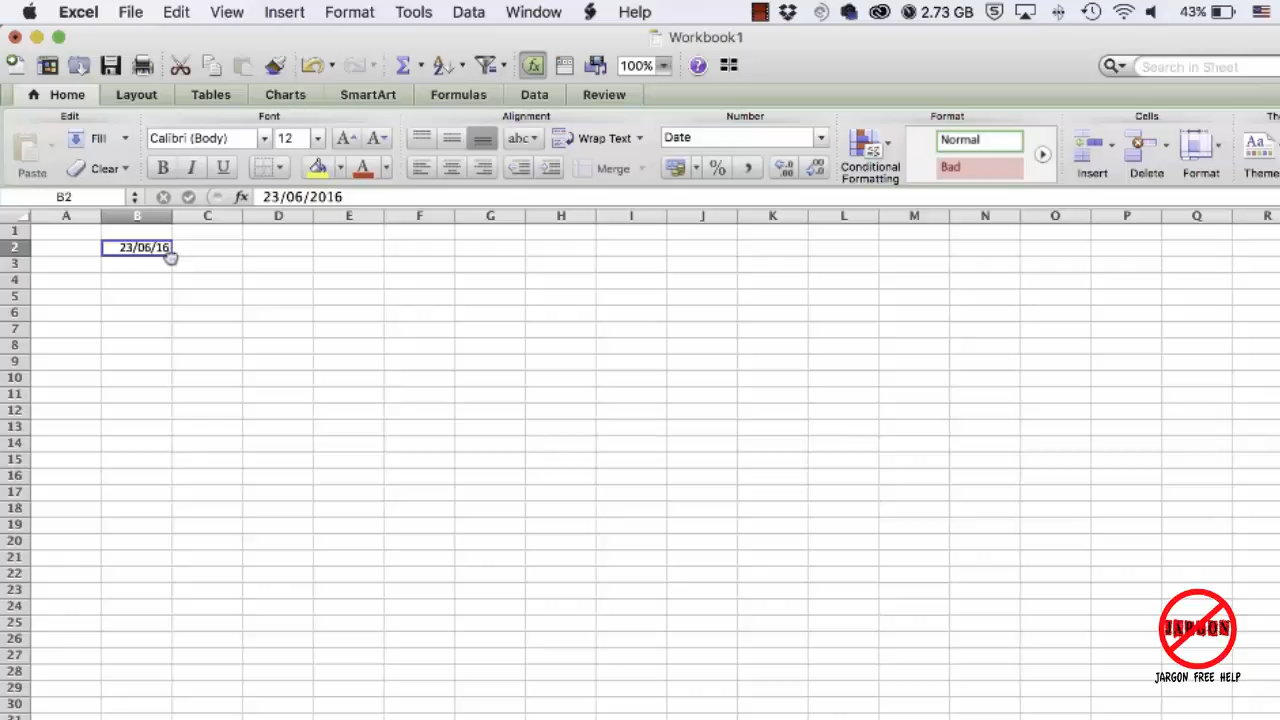 Excel File Edit View Insert Format Tools Data Window Help 2.73 GB 5 43%
Workbook1
100% Search in Sheet
Home Layout Tables Charts SmartArt Formulas Data Review
Edit Font Alignment Number Format Cells
Fill Calibri (Body) 12 A A abc Wrap Text Date Normal
Paste Clear B I U A Merge % Conditional Formatting Bad Insert Delete Format Aa
B2 fx 23/06/2016
A B C D E F G H I J K L M N O P Q R
1
2 23/06/16
3
4
5
6
7
8
9
10
11
12
13
14
15
16
17
18
19
20
21
22
23
24
25
26
27
28
29
30
JARGON
JARGON FREE HELP